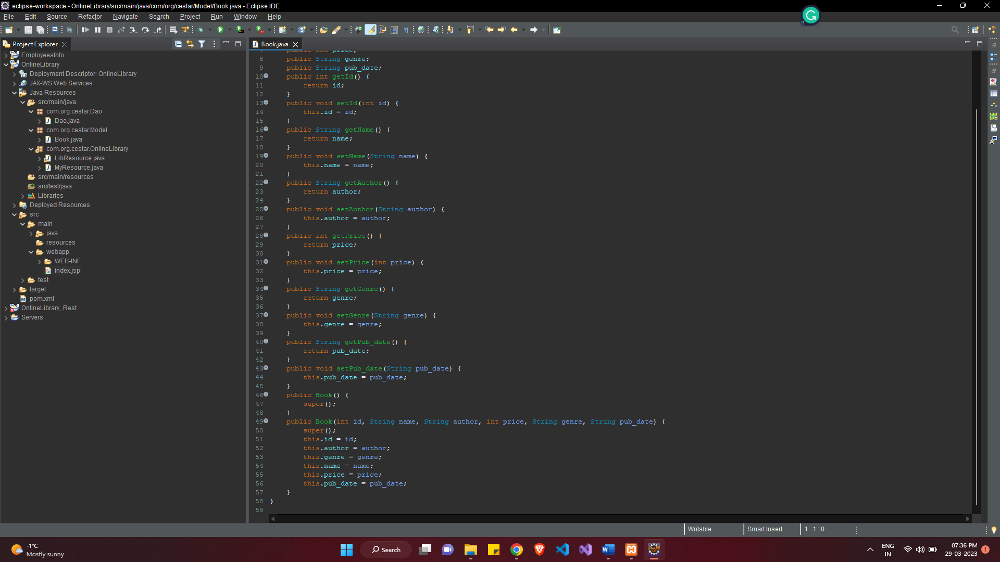 eclipse-workspace - OnlineLibrary/src/main/java/com/org/cestar/Model/Book.java - Eclipse IDE
File Edit Source Refactor Navigate Search Project Run Window Help
Project Explorer
EmployeesInfo
OnlineLibrary
Deployment Descriptor: OnlineLibrary
JAX-WS Web Services
Java Resources
src/main/java
com.org.cestar.Dao
Dao.java
com.org.cestar.Model
Book.java
com.org.cestar.OnlineLibrary
LibResource.java
MyResource.java
src/main/resources
src/test/java
Libraries
Deployed Resources
src
main
java
resources
webapp
WEB-INF
index.jsp
test
target
pom.xml
OnlineLibrary_Rest
Servers
Book.java
7 public int price;
8 public String genre;
9 public String pub_date;
10 public int getId() {
11 return id;
12 }
13 public void setId(int id) {
14 this.id = id;
15 }
16 public String getName() {
17 return name;
18 }
19 public void setName(String name) {
20 this.name = name;
21 }
22 public String getAuthor() {
23 return author;
24 }
25 public void setAuthor(String author) {
26 this.author = author;
27 }
28 public int getPrice() {
29 return price;
30 }
31 public void setPrice(int price) {
32 this.price = price;
33 }
34 public String getGenre() {
35 return genre;
36 }
37 public void setGenre(String genre) {
38 this.genre = genre;
39 }
40 public String getPub_date() {
41 return pub_date;
42 }
43 public void setPub_date(String pub_date) {
44 this.pub_date = pub_date;
45 }
46 public Book() {
47 super();
48 }
49 public Book(int id, String name, String author, int price, String genre, String pub_date) {
50 super();
51 this.id = id;
52 this.author = author;
53 this.genre = genre;
54 this.name = name;
55 this.price = price;
56 this.pub_date = pub_date;
57 }
58 }
59
Writable Smart Insert 1 : 1 : 0
-1°C
Mostly sunny
Search
ENG
IN
07:36 PM
29-03-2023
1